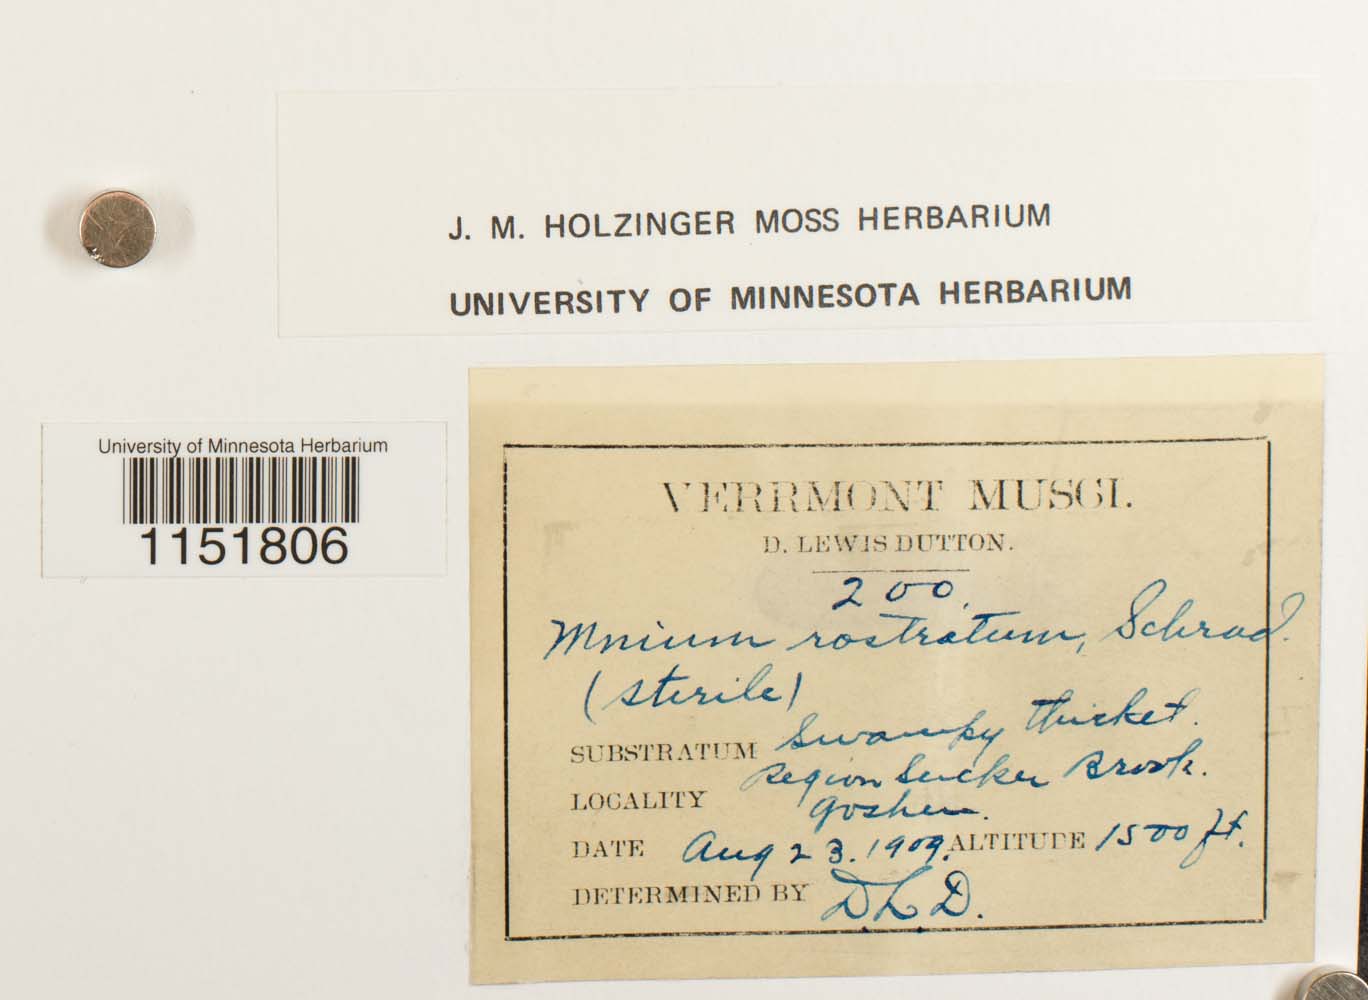 J. M. HOLZINGER MOSS HERBARIUM
UNIVERSITY OF MINNESOTA HERBARIUM
University of Minnesota Herbarium
1151806
VERRMONT MUSCI.
D. LEWIS DUTTON.
200.
Mnium rostratum, Schrad.
(sterile)
SUBSTRATUM Swampy thicket.
LOCALITY Region Sucker Brook.
Goshen.
DATE Aug 23. 1909. ALTITUDE 1500 ft.
DETERMINED BY D.L.D.